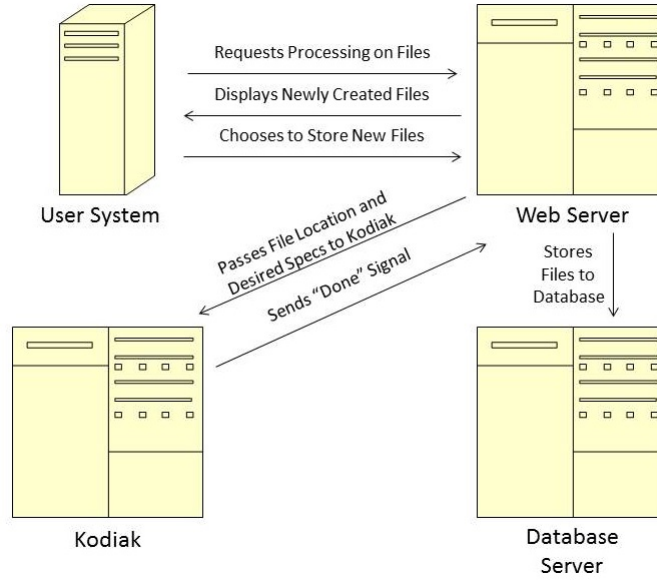 Requests Processing on Files
Displays Newly Created Files
Chooses to Store New Files
User System
Web Server
Passes File Location and
Desired Specs to Kodiak
Sends “Done” Signal
Stores
Files to
Database
Kodiak
Database
Server